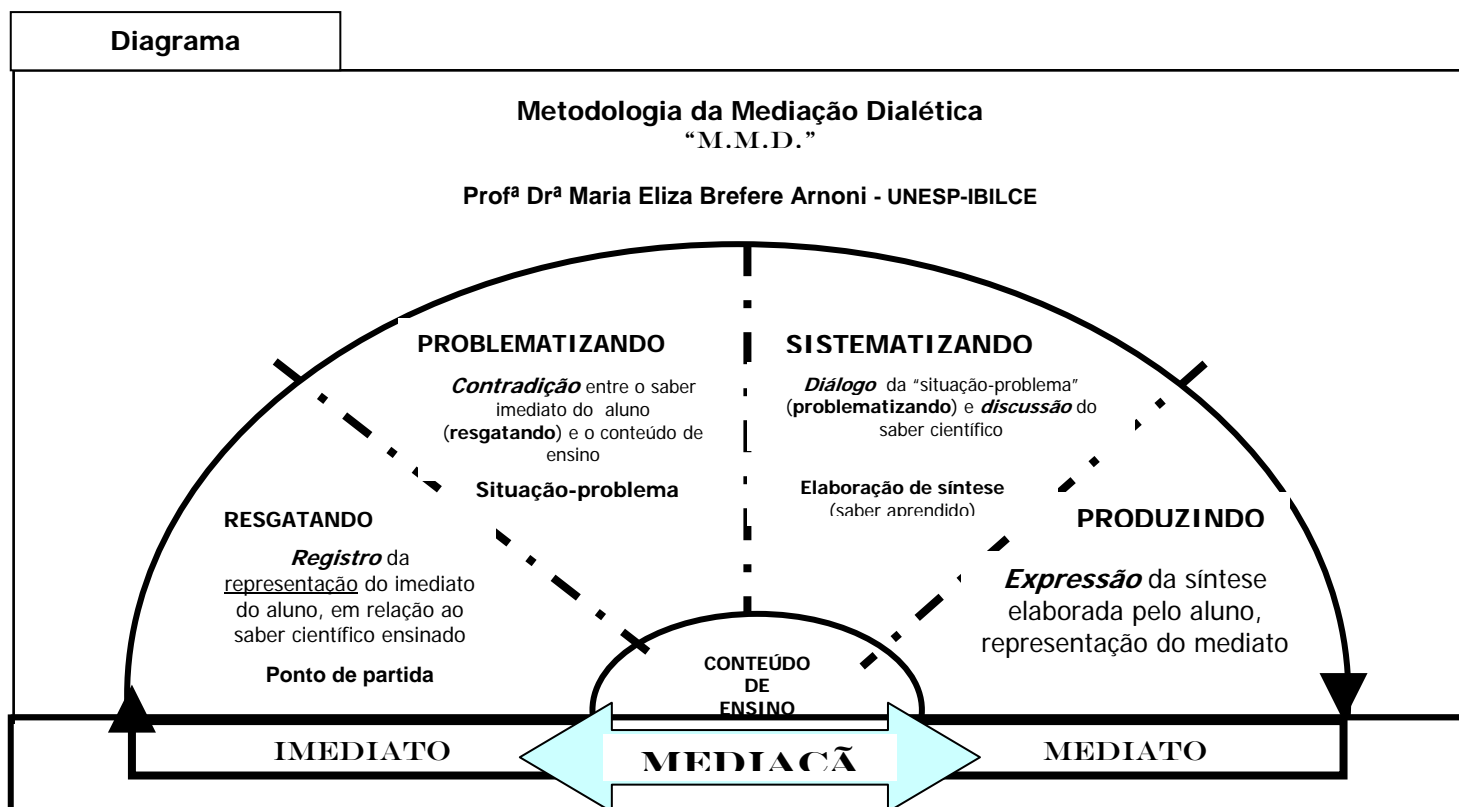 Diagrama
Metodologia da Mediação Dialética
“M.M.D.”
Profª Drª Maria Eliza Brefere Arnoni - UNESP-IBILCE
PROBLEMATIZANDO
Contradição entre o saber
imediato do aluno
(resgatando) e o conteúdo de
ensino
Situação-problema
SISTEMATIZANDO
Diálogo da “situação-problema”
(problematizando) e discussão do
saber científico
Elaboração de síntese
(saber aprendido)
RESGATANDO
Registro da
representação do imediato
do aluno, em relação ao
saber científico ensinado
Ponto de partida
PRODUZINDO
Expressão da síntese
elaborada pelo aluno,
representação do mediato
CONTEÚDO
DE
ENSINO
IMEDIATO
MEDIAÇÃ
MEDIATO